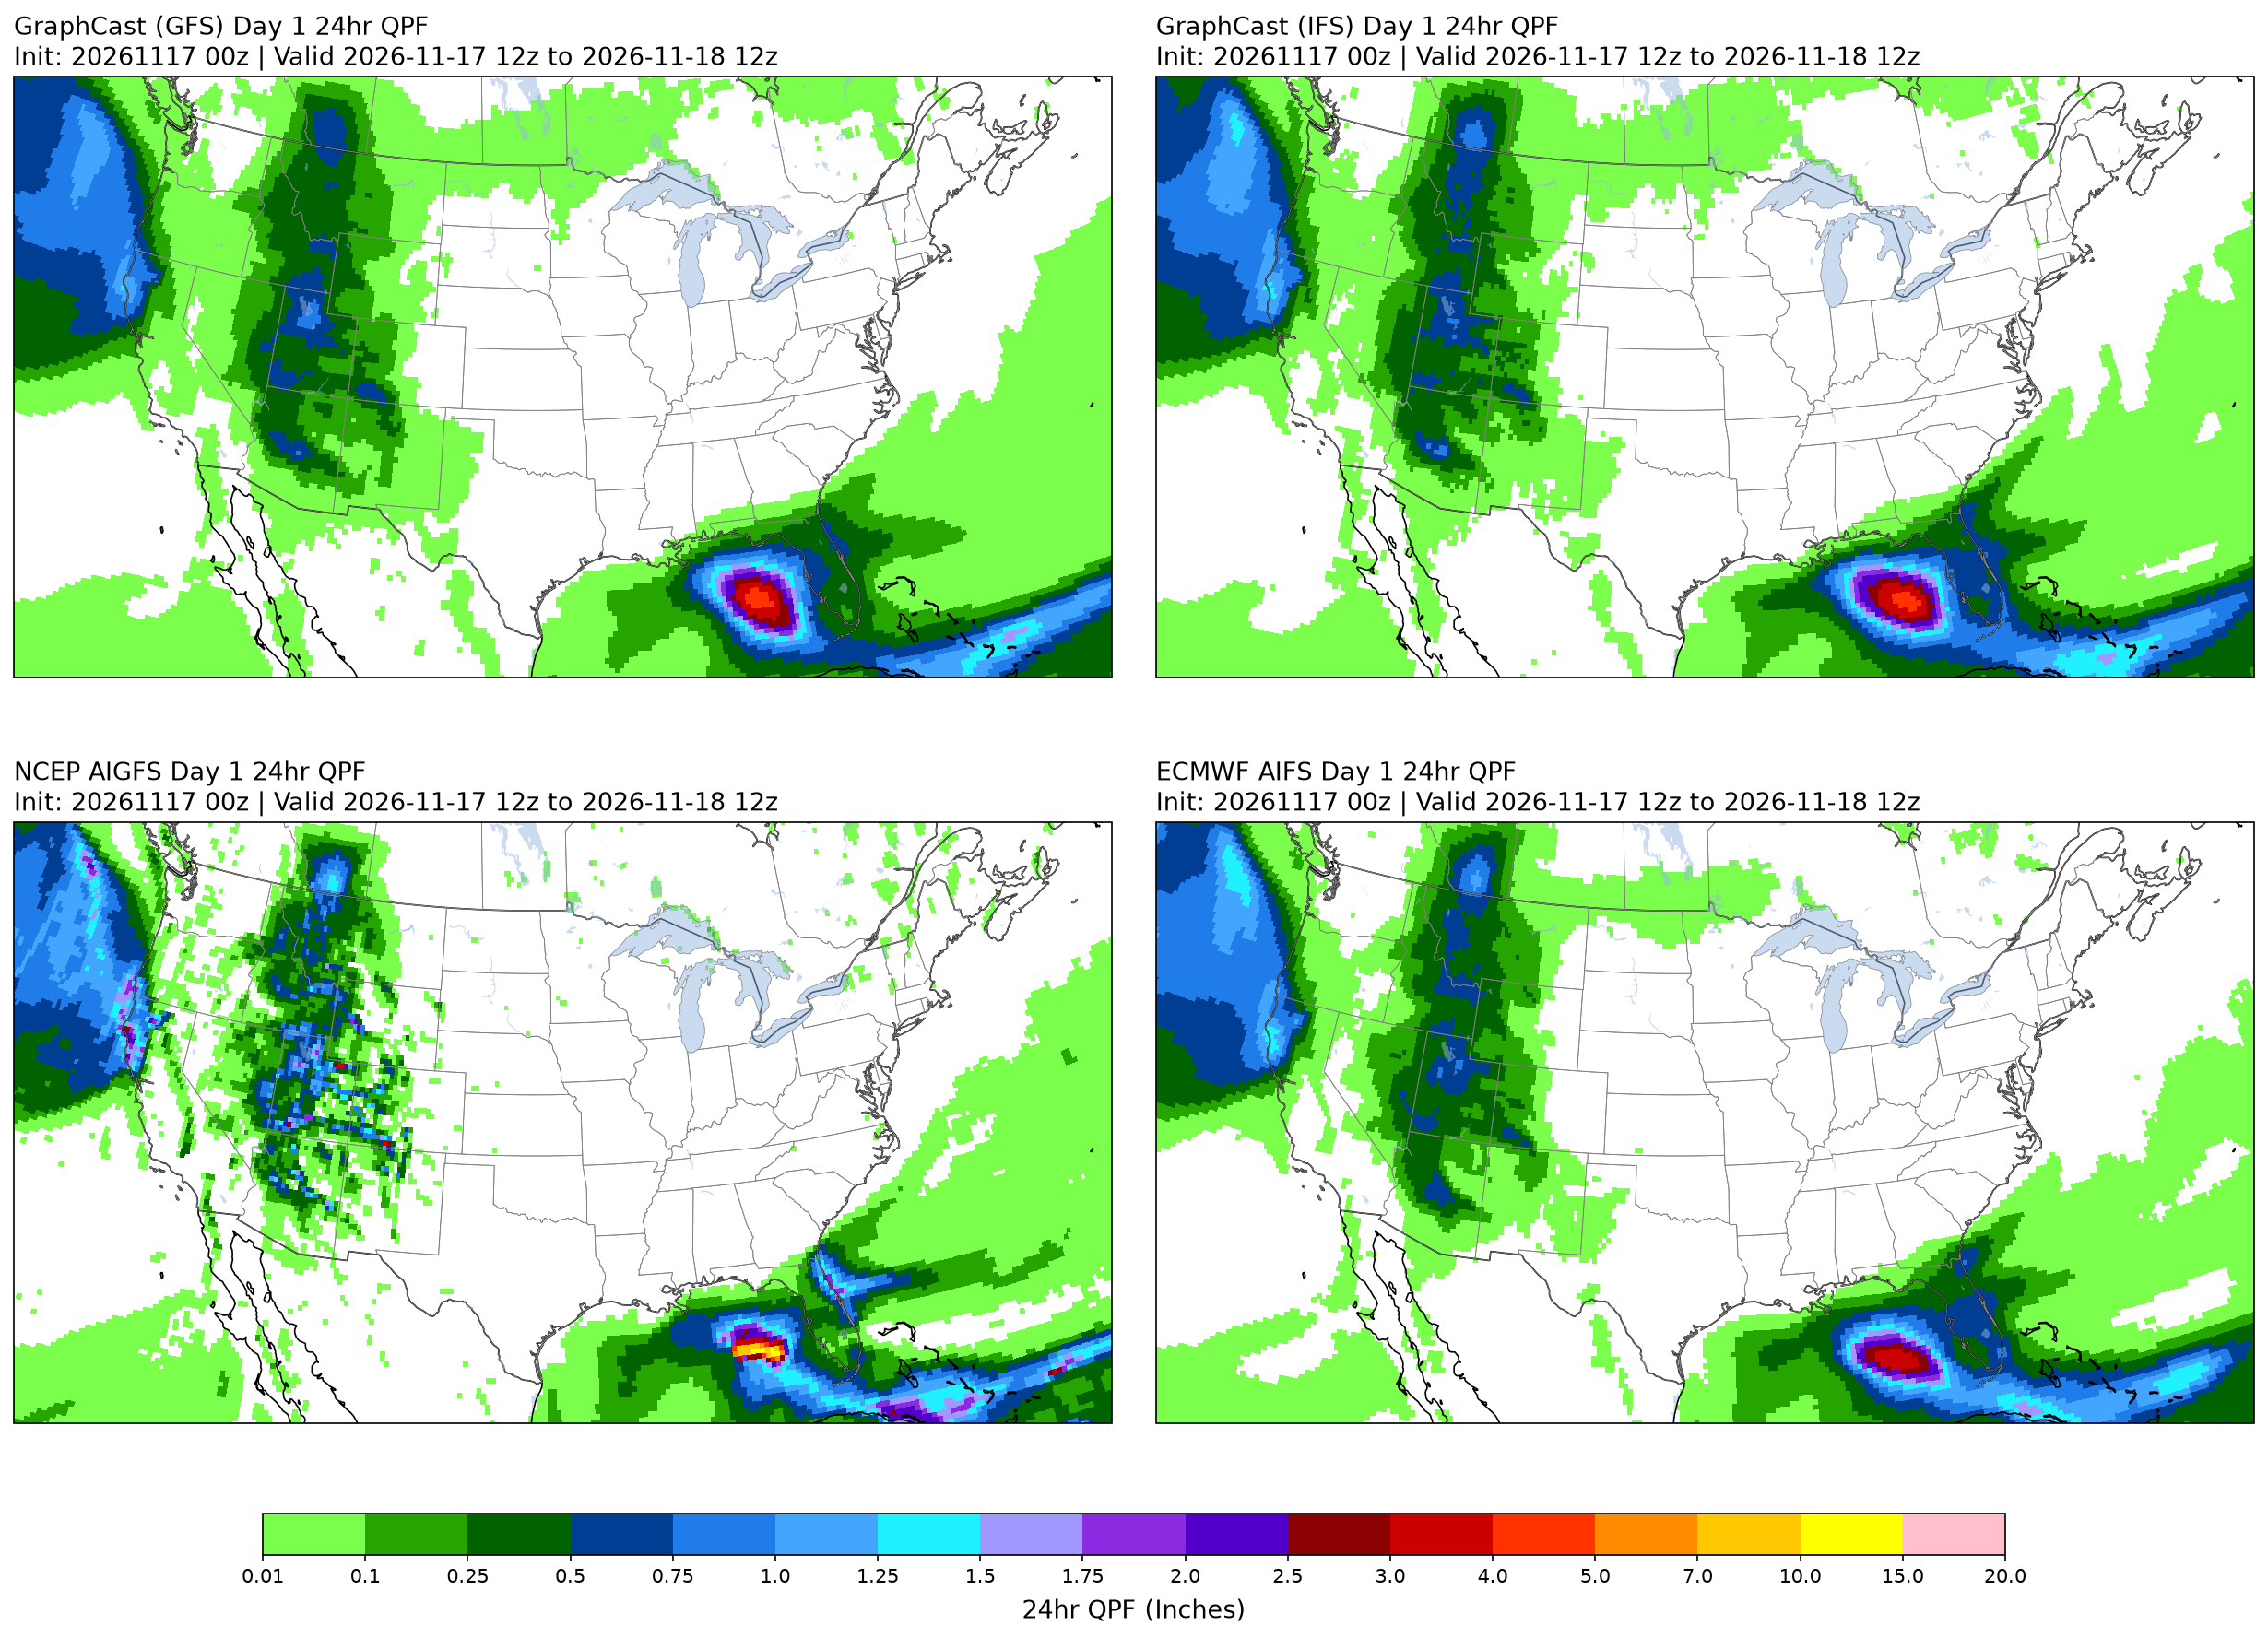 GraphCast (GFS) Day 1 24hr QPF
Init: 20261117 00z | Valid 2026-11-17 12z to 2026-11-18 12z
GraphCast (IFS) Day 1 24hr QPF
Init: 20261117 00z | Valid 2026-11-17 12z to 2026-11-18 12z
NCEP AIGFS Day 1 24hr QPF
Init: 20261117 00z | Valid 2026-11-17 12z to 2026-11-18 12z
ECMWF AIFS Day 1 24hr QPF
Init: 20261117 00z | Valid 2026-11-17 12z to 2026-11-18 12z
0.01 0.1 0.25 0.5 0.75 1.0 1.25 1.5 1.75 2.0 2.5 3.0 4.0 5.0 7.0 10.0 15.0 20.0
24hr QPF (Inches)